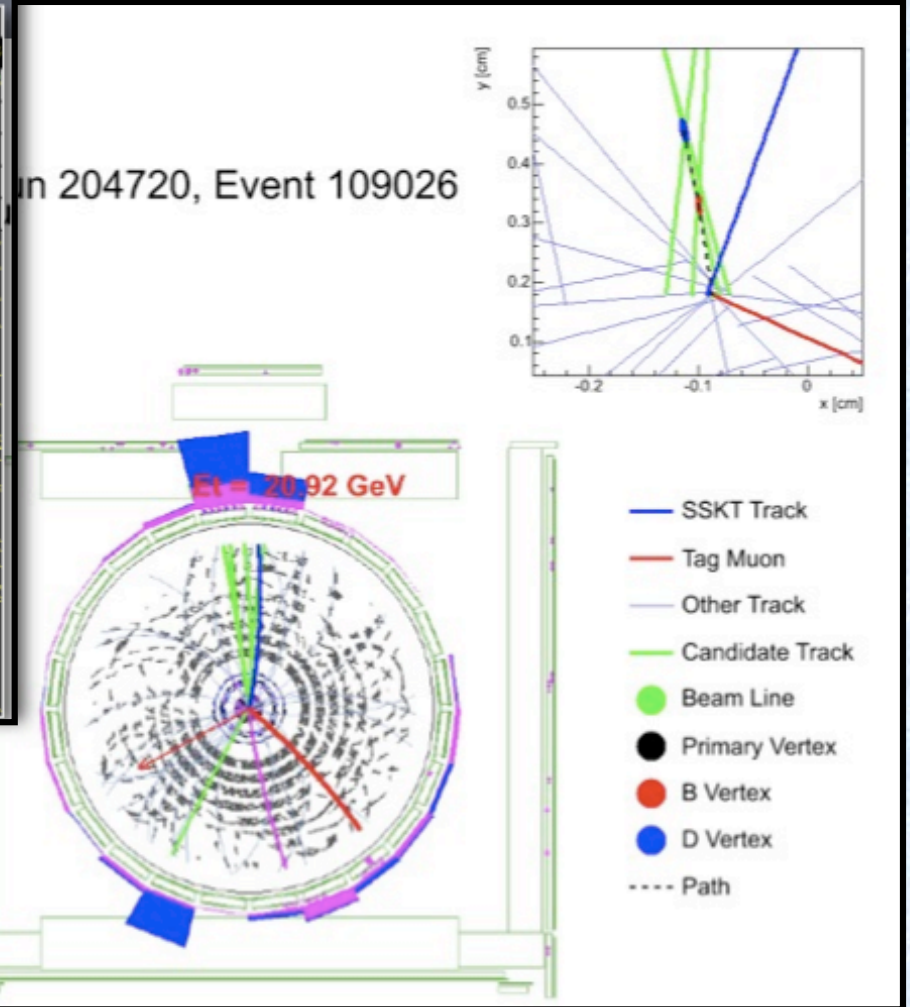 un 204720, Event 109026
y [cm]
0.5
0.4
0.3
0.2
0.1
-0.2
-0.1
0
x [cm]
Et = 20.92 GeV
SSKT Track
Tag Muon
Other Track
Candidate Track
Beam Line
Primary Vertex
B Vertex
D Vertex
Path